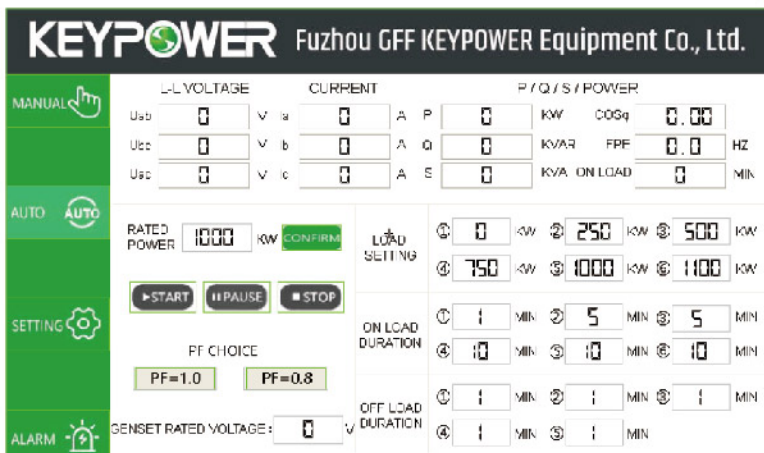 KEYPOWER Fuzhou GFF KEYPOWER Equipment Co., Ltd.
MANUAL
L-L VOLTAGE CURRENT P / Q / S / POWER
Uab 0 V Ia 0 A P 0 KW COSφ 0.00
Ubc 0 V Ib 0 A Q 0 KVAR FRE 0.0 HZ
Uac 0 V Ic 0 A S 0 KVA ON LOAD 0 MIN
AUTO AUTO
RATED POWER 1000 KW CONFIRM
LOAD SETTING
① 0 KW ② 250 KW ③ 500 KW
④ 750 KW ⑤ 1000 KW ⑥ 1100 KW
START PAUSE STOP
SETTING
ON LOAD DURATION
① 1 MIN ② 5 MIN ③ 5 MIN
④ 10 MIN ⑤ 10 MIN ⑥ 10 MIN
PF CHOICE
PF=1.0 PF=0.8
OFF LOAD DURATION
① 1 MIN ② 1 MIN ③ 1 MIN
④ 1 MIN ⑤ 1 MIN
GENSET RATED VOLTAGE: 0 V
ALARM